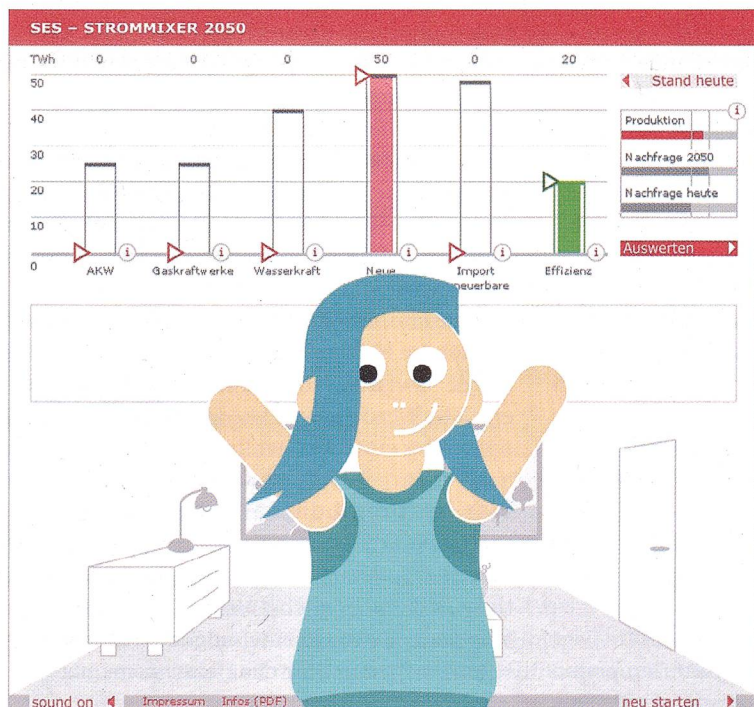 SES – STROMMIXER 2050
TWh 0 0 0 50 0 20
50
40
30
20
10
0
Stand heute
i
Produktion
Nachfrage 2050
Nachfrage heute
Auswerten
i i i i i i
AKW Gaskraftwerke Wasserkraft Neue Import Effizienz
neuerbare
sound on Impressum Infos (PDF) neu starten